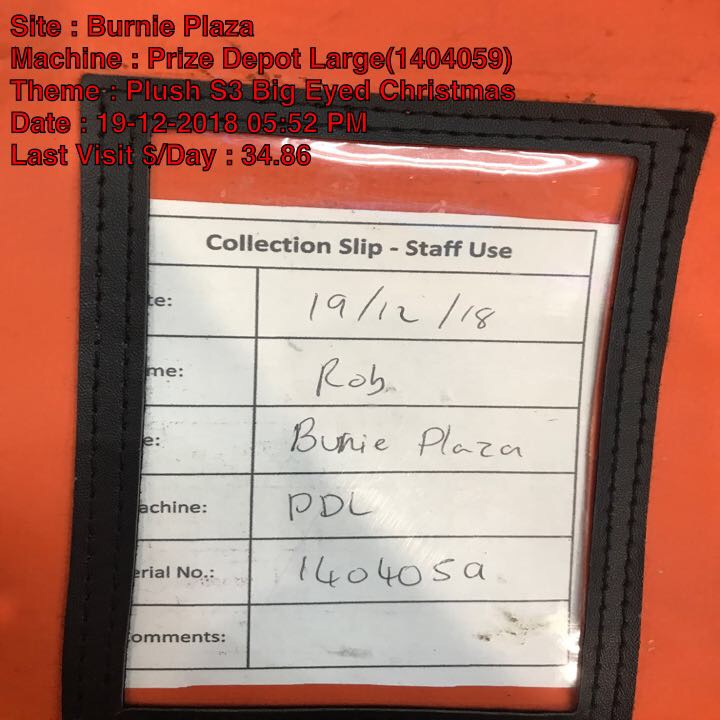 Site : Burnie Plaza
Machine : Prize Depot Large(1404059)
Theme : Plush S3 Big Eyed Christmas
Date : 19-12-2018 05:52 PM
Last Visit $/Day : 34.86
Collection Slip - Staff Use
te: 19/12/18
me: Rob
e: Bunie Plaza
achine: PDL
erial No.: 1404059
omments: